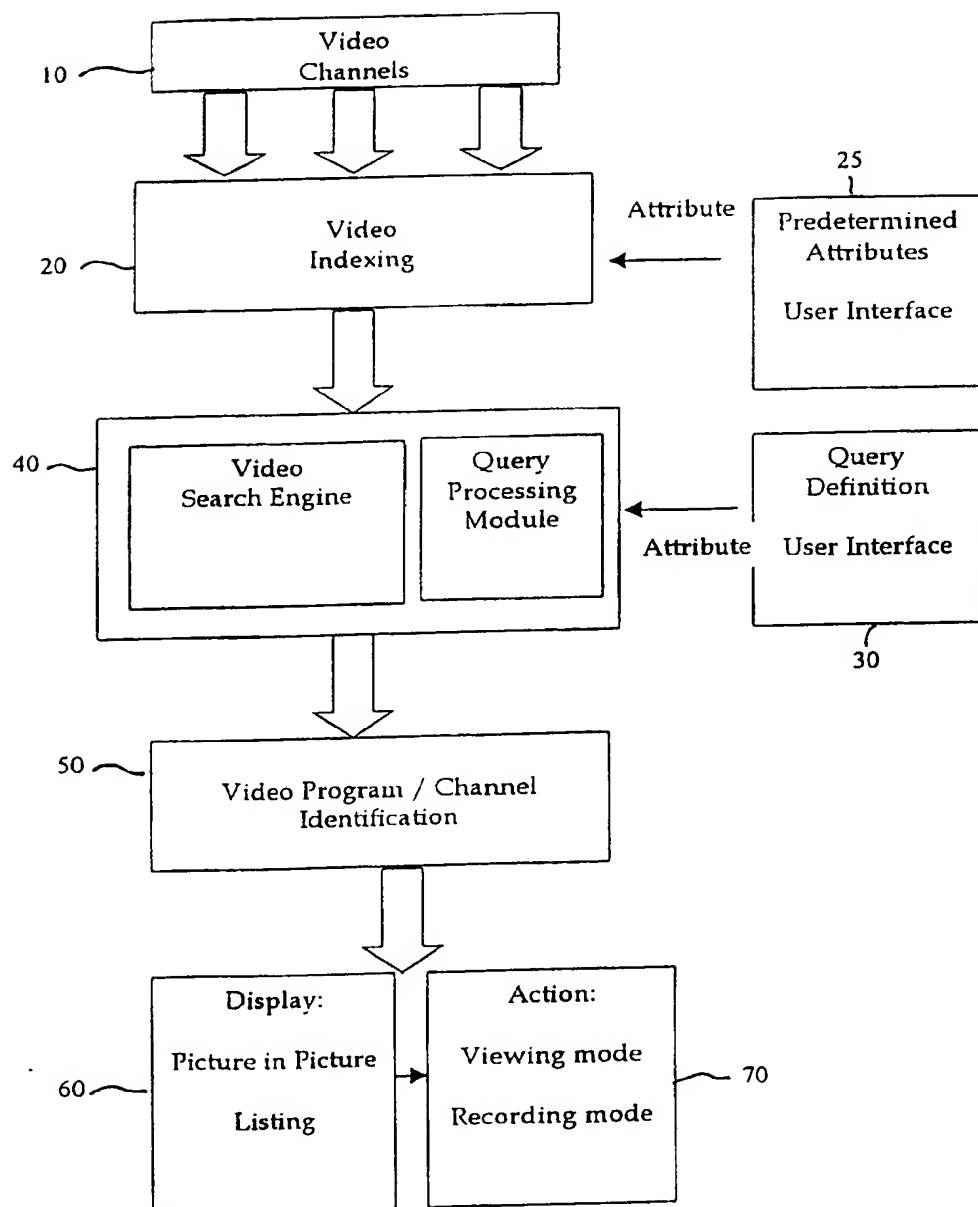 Video
Channels
10
25
Attribute
Predetermined
Attributes
User Interface
Video
Indexing
20
40
Video
Search Engine
Query
Processing
Module
Attribute
Query
Definition
User Interface
30
50
Video Program / Channel
Identification
Display:
Picture in Picture
Listing
60
Action:
Viewing mode
Recording mode
70